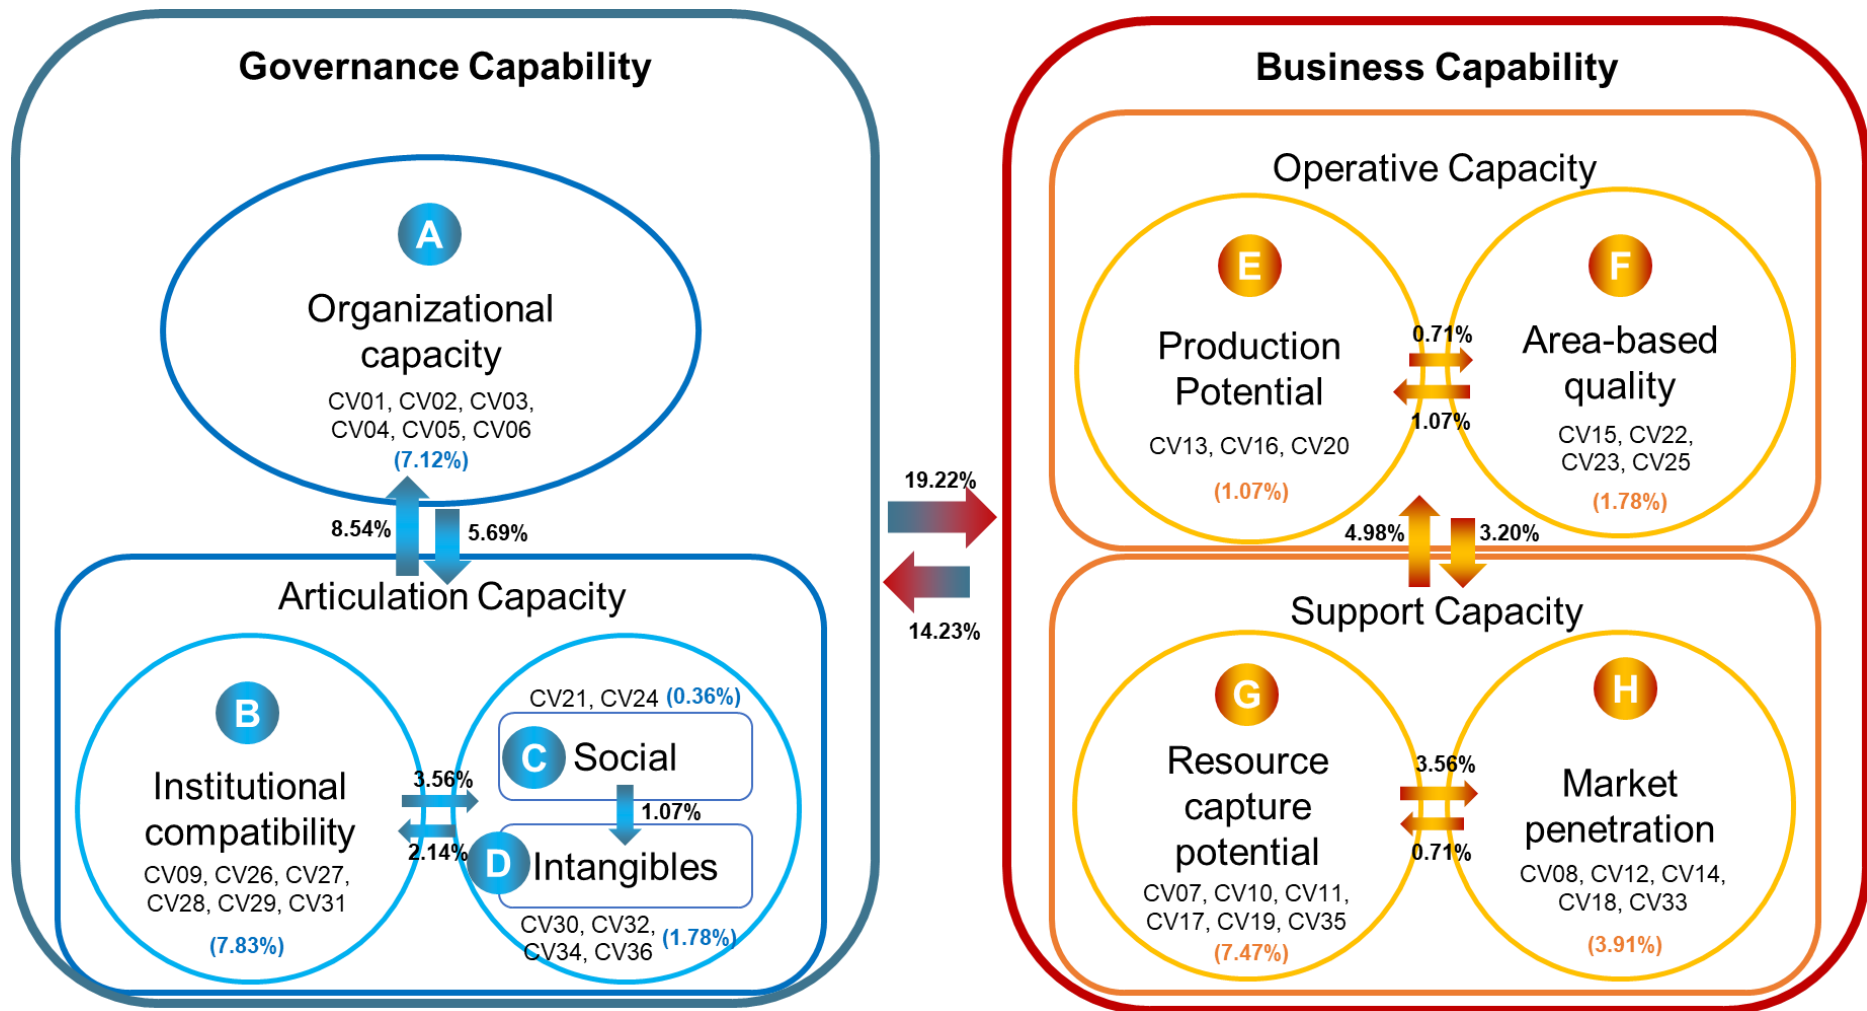 Governance Capability
A
Organizational
capacity
CV01, CV02, CV03,
CV04, CV05, CV06
(7.12%)
8.54%
5.69%
Articulation Capacity
B
Institutional
compatibility
CV09, CV26, CV27,
CV28, CV29, CV31
(7.83%)
3.56%
2.14%
CV21, CV24 (0.36%)
C Social
1.07%
D Intangibles
CV30, CV32,
CV34, CV36 (1.78%)
19.22%
14.23%
Business Capability
Operative Capacity
E
Production
Potential
CV13, CV16, CV20
(1.07%)
0.71%
1.07%
F
Area-based
quality
CV15, CV22,
CV23, CV25
(1.78%)
4.98%
3.20%
Support Capacity
G
Resource
capture
potential
CV07, CV10, CV11,
CV17, CV19, CV35
(7.47%)
3.56%
0.71%
H
Market
penetration
CV08, CV12, CV14,
CV18, CV33
(3.91%)